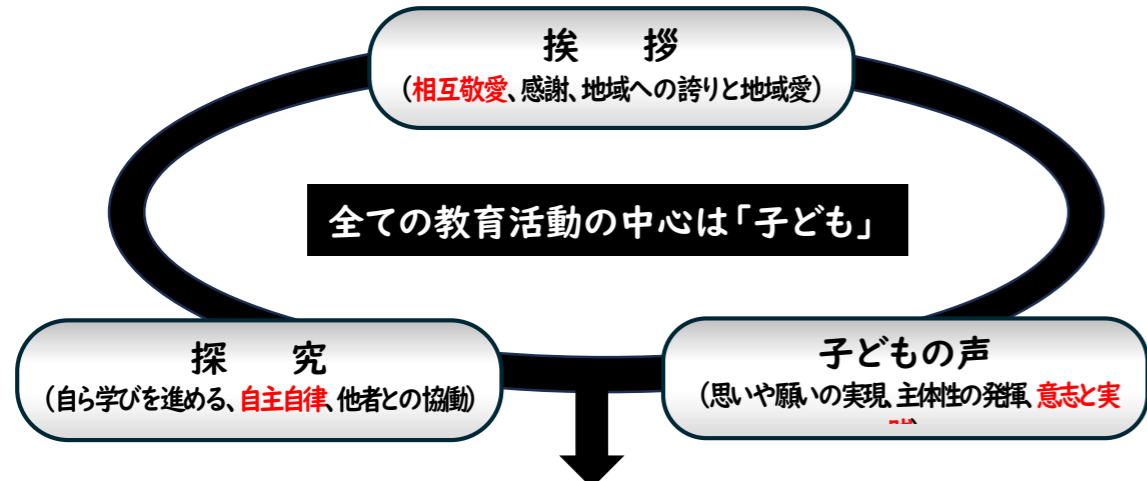 挨　拶
(相互敬愛、感謝、地域への誇りと地域愛)
全ての教育活動の中心は「子ども」
探　究
(自ら学びを進める、自主自律、他者との協働)
子どもの声
(思いや願いの実現、主体性の発揮、意志と実